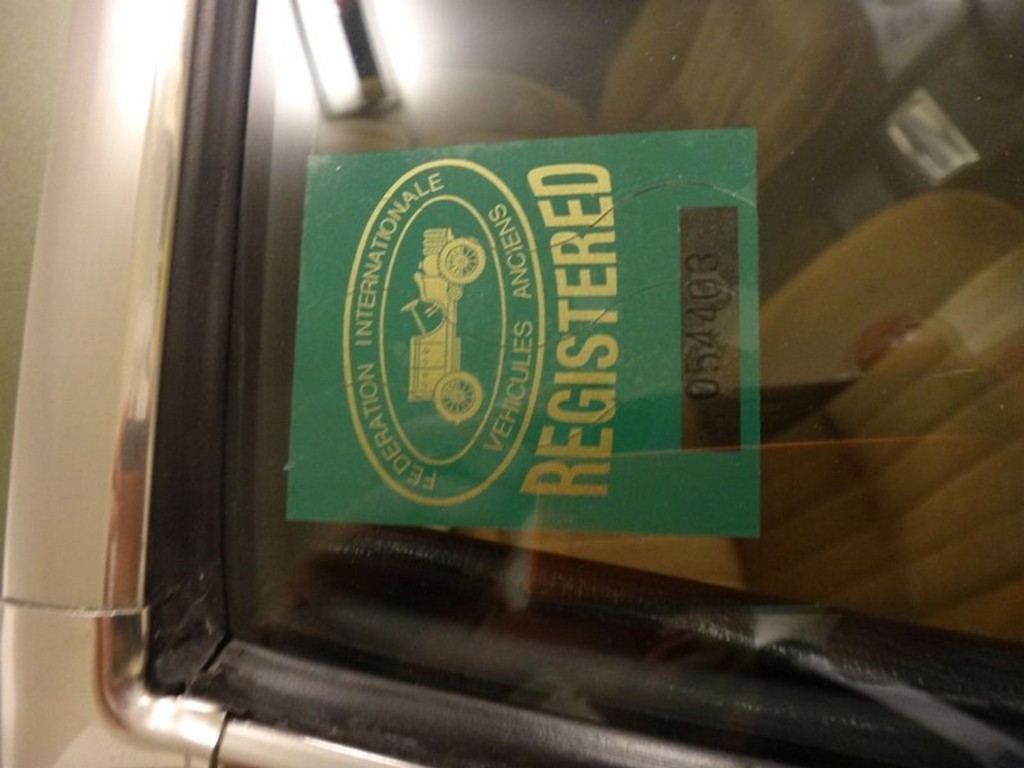 FEDERATION INTERNATIONALE
VEHICULES ANCIENS
REGISTERED
0544403